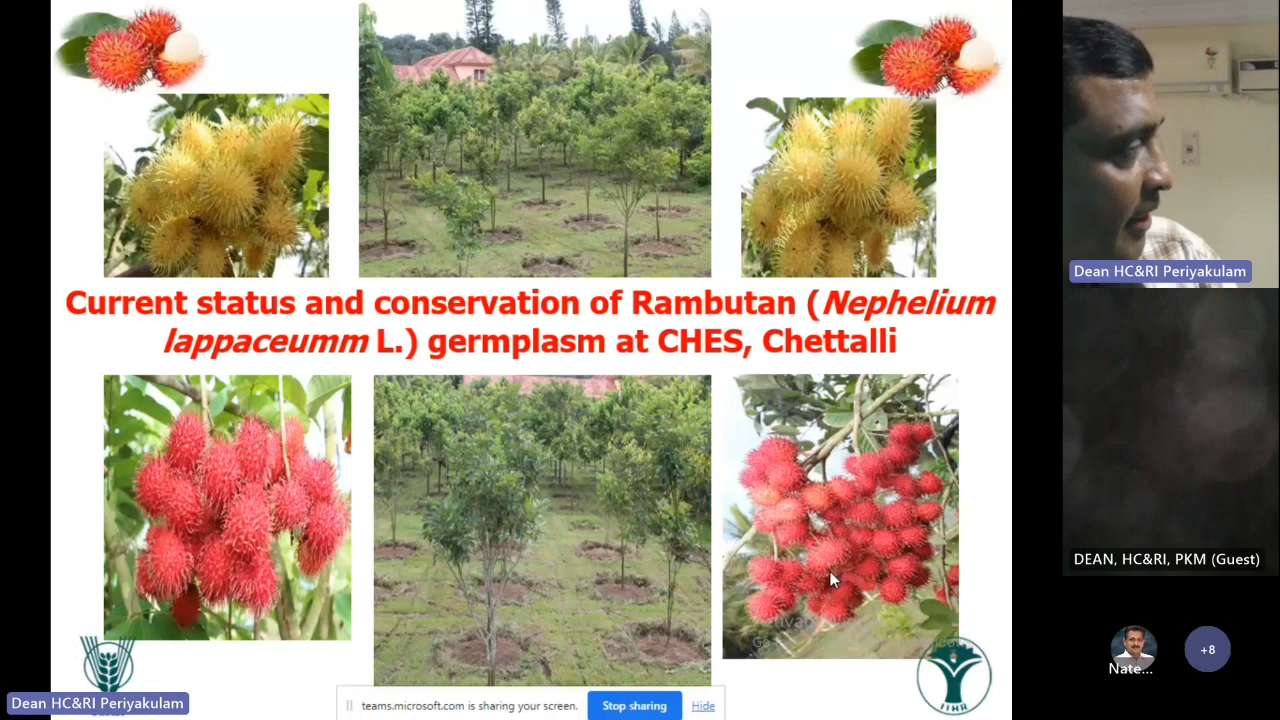 Current status and conservation of Rambutan (Nephelium
lappaceumm L.) germplasm at CHES, Chettalli
IIHR
Dean HC&RI Periyakulam
teams.microsoft.com is sharing your screen.
Stop sharing
Hide
Dean HC&RI Periyakulam
DEAN, HC&RI, PKM (Guest)
Nate...
+8